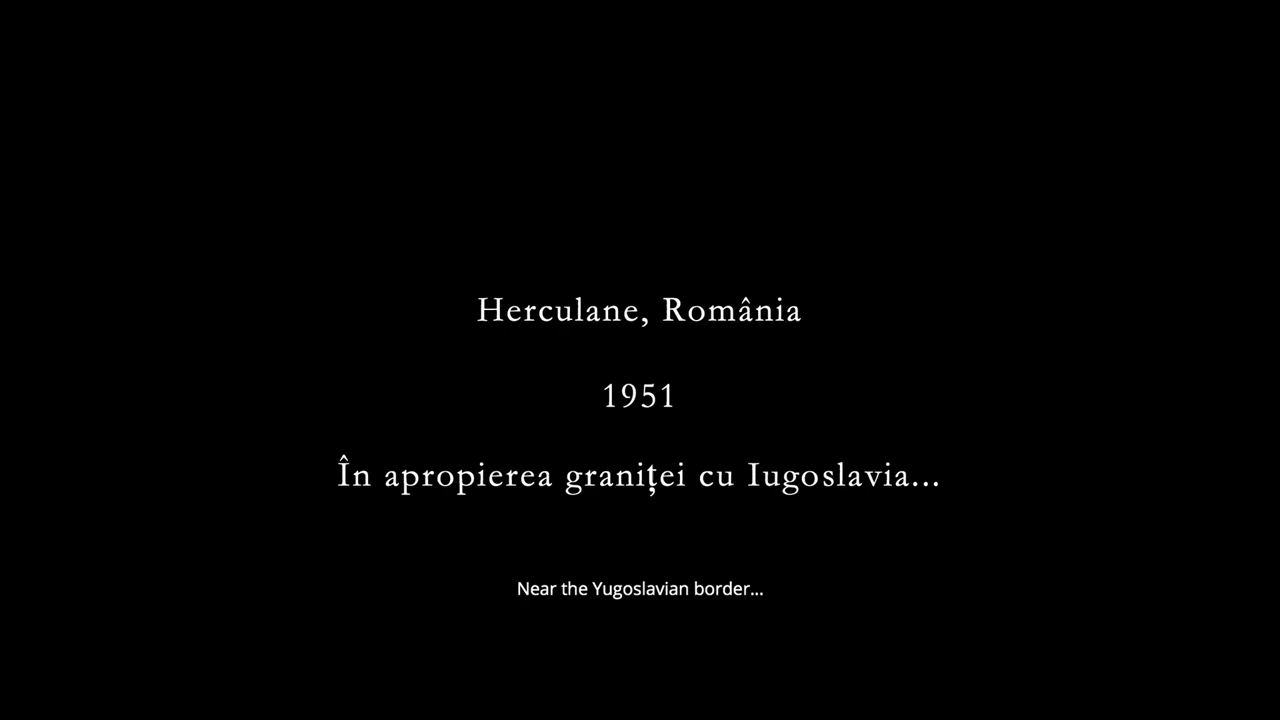 Herculane, România
1951
În apropierea graniței cu Iugoslavia...
Near the Yugoslavian border...